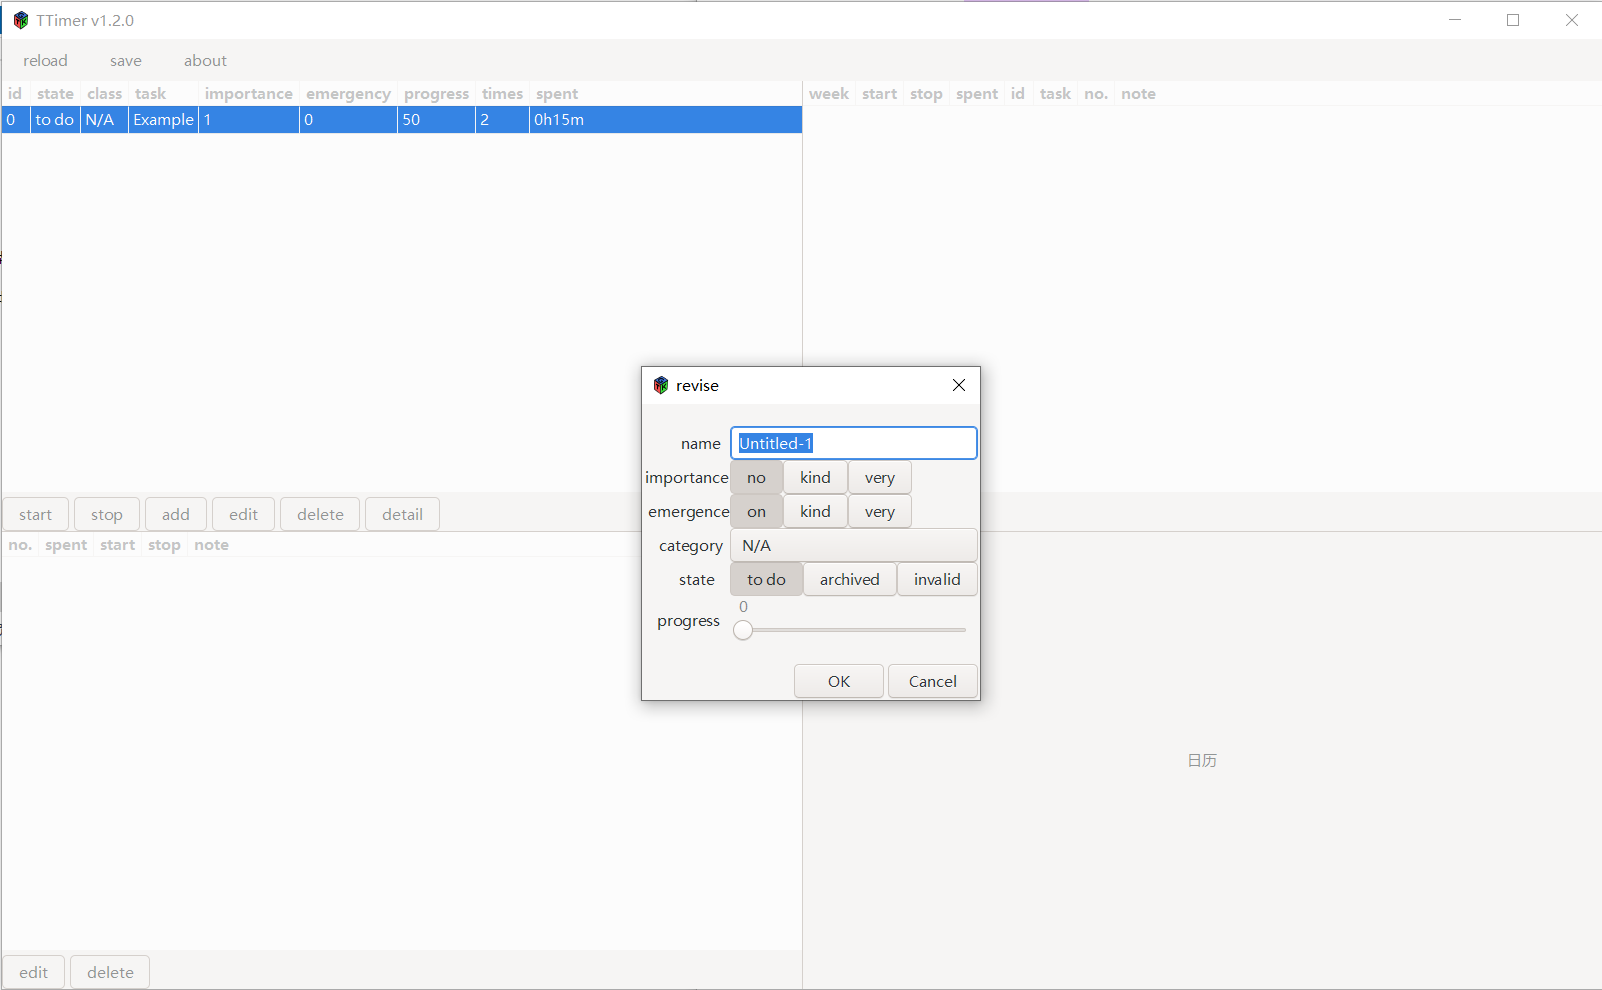 TTimer v1.2.0
reload save about
id state class task importance emergency progress times spent
0 to do N/A Example 1 0 50 2 0h15m
week start stop spent id task no. note
revise
name Untitled-1
importance no kind very
emergence on kind very
category N/A
state to do archived invalid
0
progress
OK Cancel
start stop add edit delete detail
no. spent start stop note
日历
edit delete